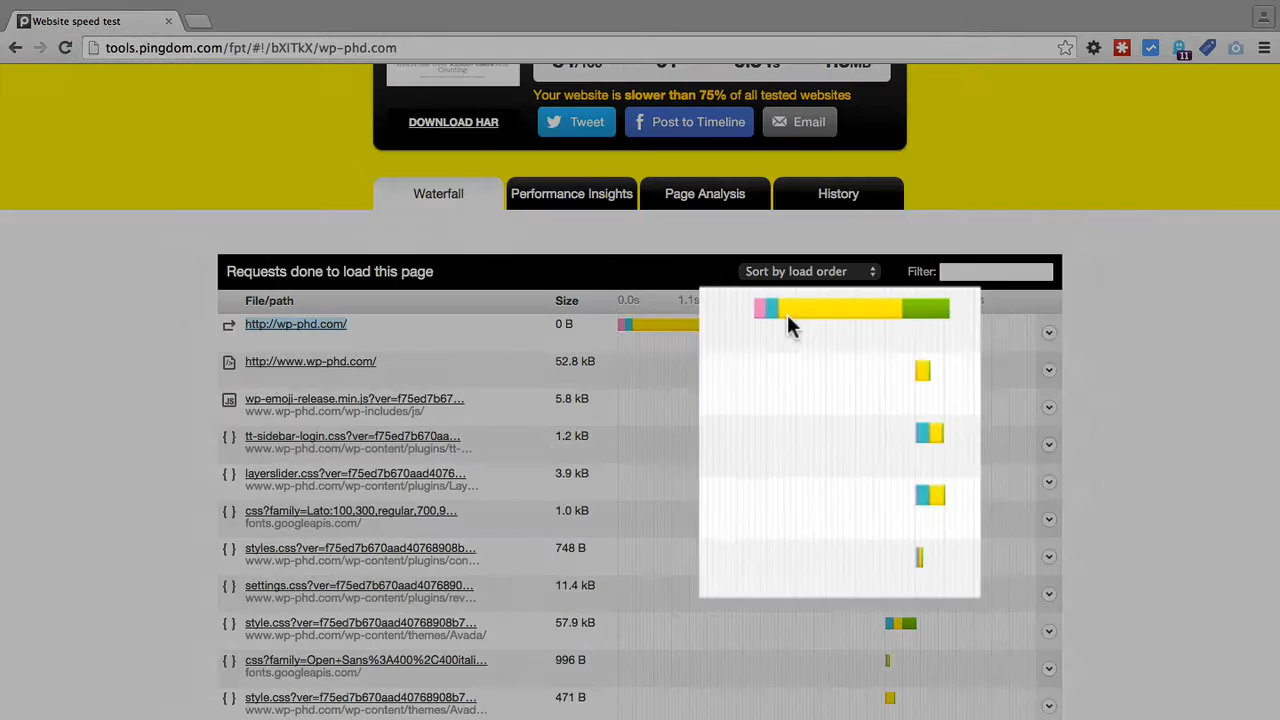 Website speed test
tools.pingdom.com/fpt/#!/bXITkX/wp-phd.com
11
Counting
Your website is slower than 75% of all tested websites
DOWNLOAD HAR
Tweet
Post to Timeline
Email
Waterfall
Performance Insights
Page Analysis
History
Requests done to load this page
Sort by load order
Filter:
File/path
Size
0.0s
1.1s
http://wp-phd.com/
0 B
http://www.wp-phd.com/
52.8 kB
JS
wp-emoji-release.min.js?ver=f75ed7b67...
www.wp-phd.com/wp-includes/js/
5.8 kB
{ }
tt-sidebar-login.css?ver=f75ed7b670aa...
www.wp-phd.com/wp-content/plugins/tt-...
1.2 kB
{ }
layerslider.css?ver=f75ed7b670aad4076...
www.wp-phd.com/wp-content/plugins/Lay...
3.9 kB
{ }
css?family=Lato:100,300,regular,700,9...
fonts.googleapis.com/
1.0 kB
{ }
styles.css?ver=f75ed7b670aad40768908b...
www.wp-phd.com/wp-content/plugins/con...
748 B
{ }
settings.css?ver=f75ed7b670aad4076890...
www.wp-phd.com/wp-content/plugins/rev...
11.4 kB
{ }
style.css?ver=f75ed7b670aad40768908b7...
www.wp-phd.com/wp-content/themes/Avada/
57.9 kB
{ }
css?family=Open+Sans%3A400%2C400itali...
fonts.googleapis.com/
996 B
{ }
style.css?ver=f75ed7b670aad40768908b7...
www.wp-phd.com/wp-content/themes/Avad...
471 B